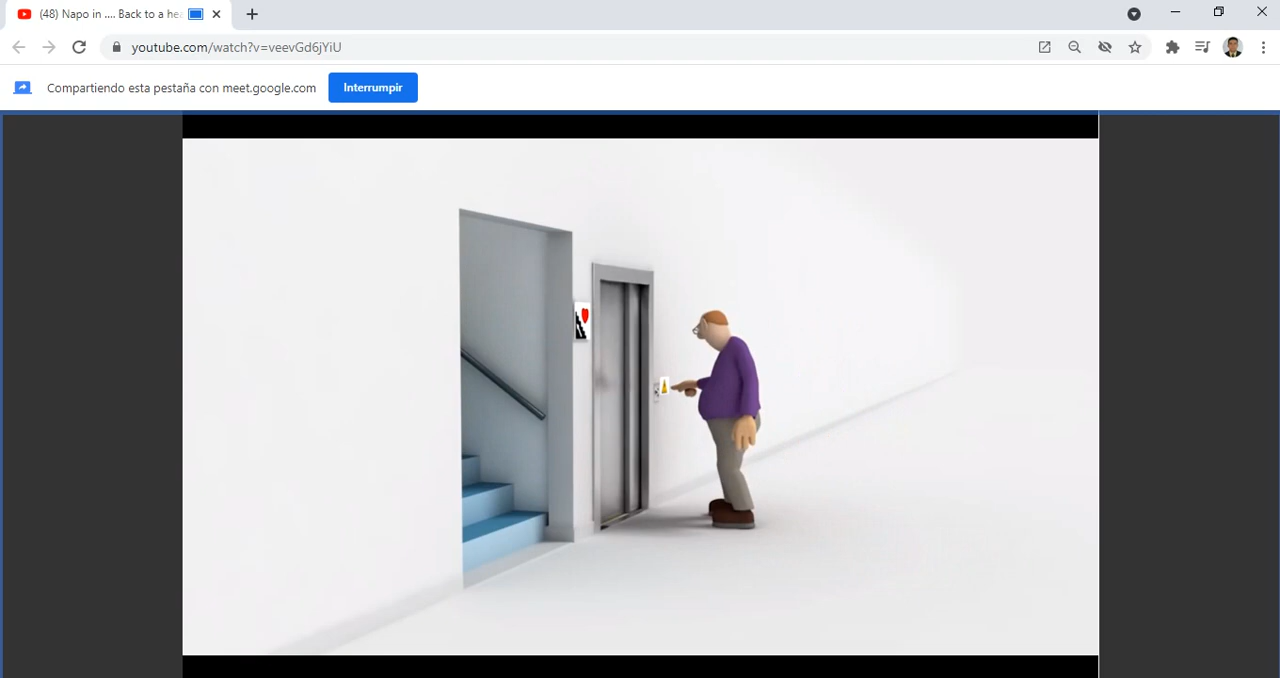 (48) Napo in .... Back to a he
youtube.com/watch?v=veevGd6jYiU
Compartiendo esta pestaña con meet.google.com
Interrumpir